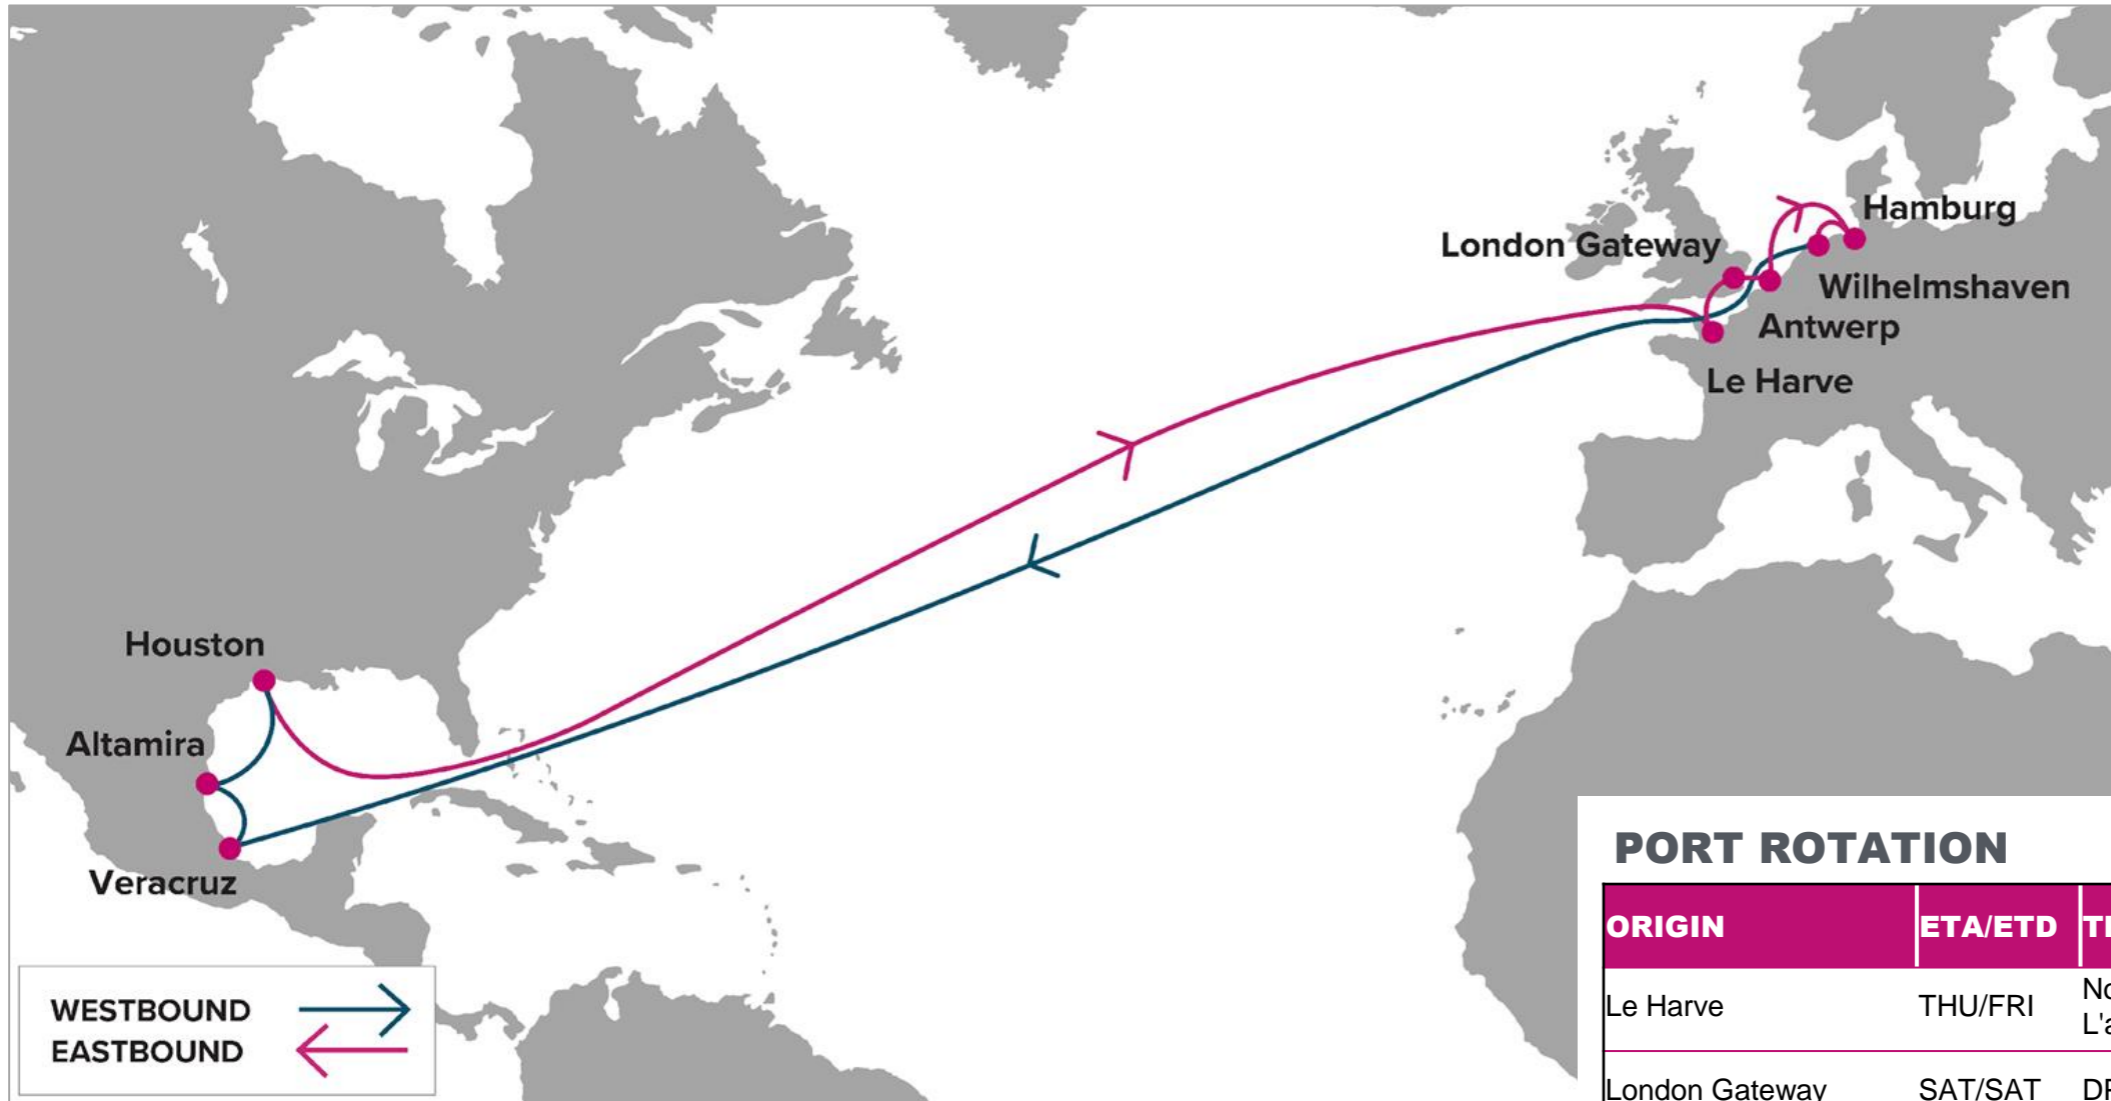 Hamburg
London Gateway
Wilhelmshaven
Antwerp
Le Harve
Houston
Altamira
Veracruz
WESTBOUND
EASTBOUND
PORT ROTATION
ORIGIN ETA/ETD
Le Harve THU/FRI
London Gateway SAT/SAT